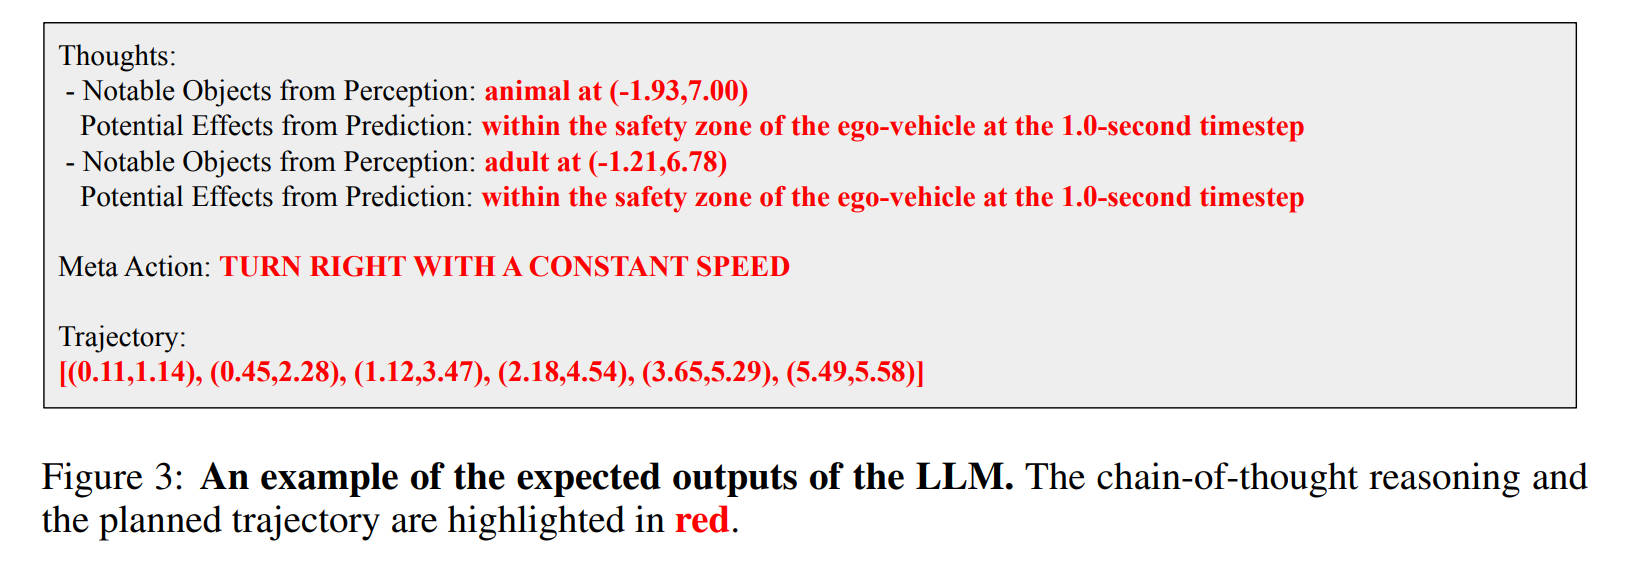 Thoughts:
- Notable Objects from Perception: animal at (-1.93,7.00)
Potential Effects from Prediction: within the safety zone of the ego-vehicle at the 1.0-second timestep
- Notable Objects from Perception: adult at (-1.21,6.78)
Potential Effects from Prediction: within the safety zone of the ego-vehicle at the 1.0-second timestep
Meta Action: TURN RIGHT WITH A CONSTANT SPEED
Trajectory:
[(0.11,1.14), (0.45,2.28), (1.12,3.47), (2.18,4.54), (3.65,5.29), (5.49,5.58)]
Figure 3: An example of the expected outputs of the LLM. The chain-of-thought reasoning and
the planned trajectory are highlighted in red.